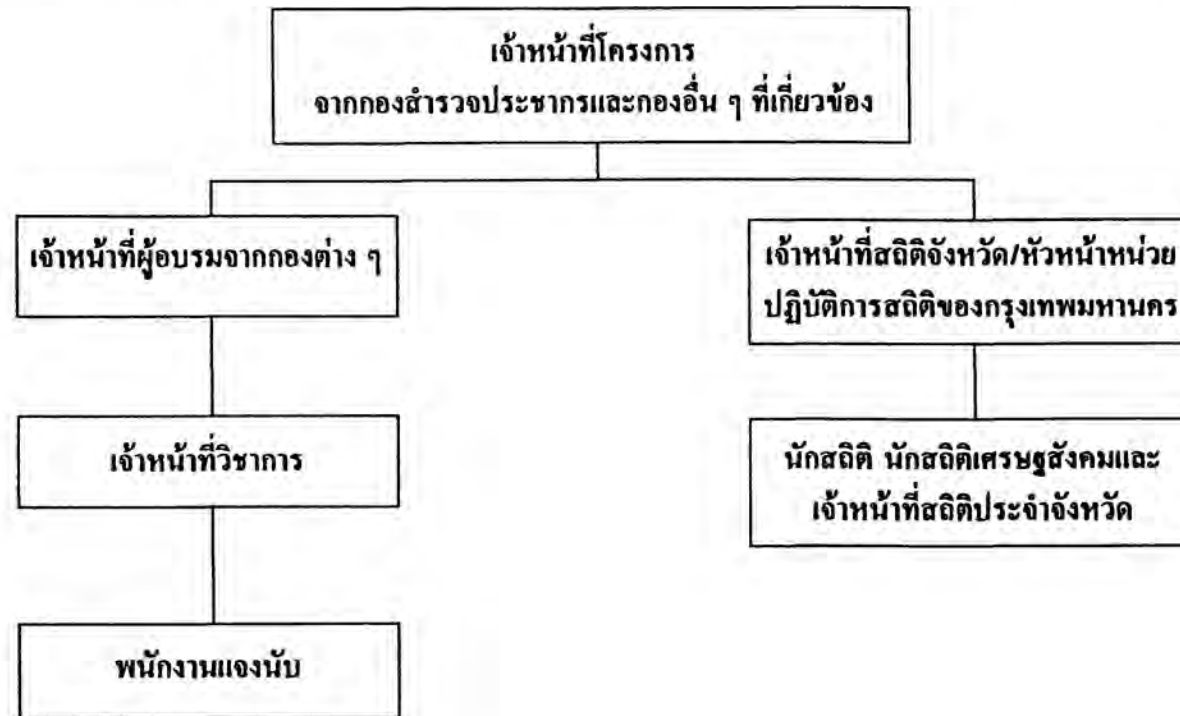 เจ้าหน้าที่โครงการ
จากกองสำรวจประชากรและกองอื่น ๆ ที่เกี่ยวข้อง
เจ้าหน้าที่ผู้อบรมจากกองต่าง ๆ
เจ้าหน้าที่วิชาการ
พนักงานแจงนับ
เจ้าหน้าที่สถิติจังหวัด/หัวหน้าหน่วย
ปฏิบัติการสถิติของกรุงเทพมหานคร
นักสถิติ นักสถิติเศรษฐสังคมและ
เจ้าหน้าที่สถิติประจำจังหวัด